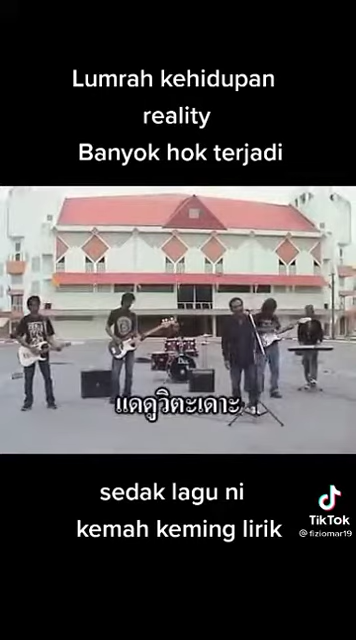 Lumrah kehidupan
reality
Banyok hok terjadi
แดดูวิตะเดาะ
sedak lagu ni
kemah keming lirik
TikTok
@fiziomar19